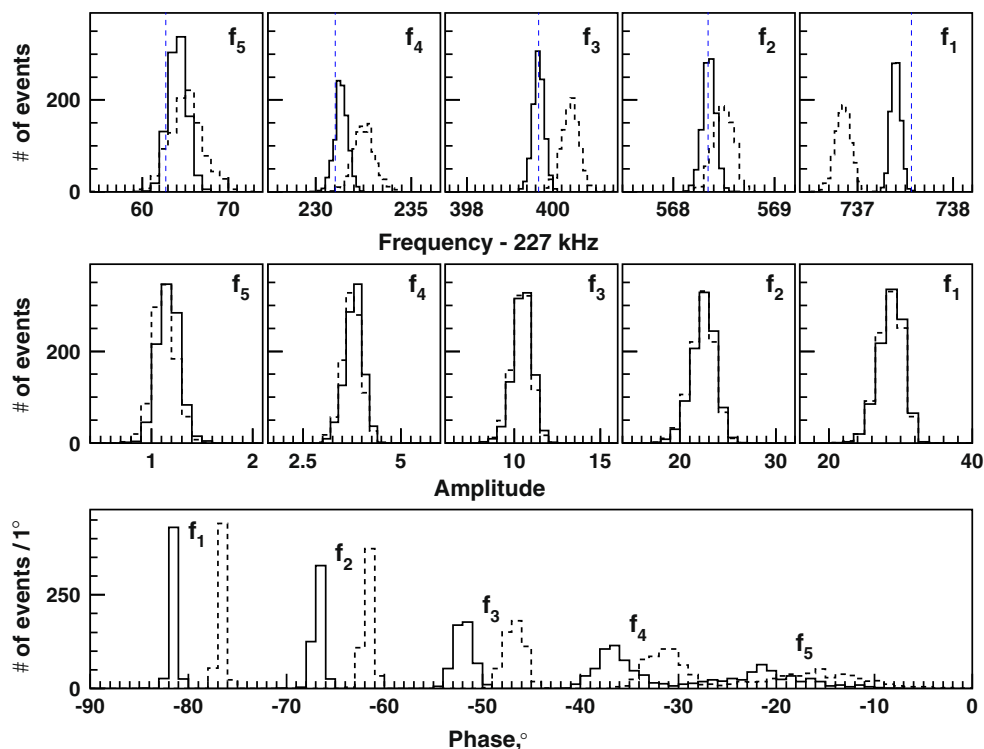 # of events
200
0
f5
f4
f3
f2
f1
60 70 230 235 398 400 568 569 737 738
Frequency - 227 kHz
# of events
200
0
f5
f4
f3
f2
f1
1 2 2.5 5 10 15 20 30 20 40
Amplitude
# of events / 1°
250
0
f1
f2
f3
f4
f5
-90 -80 -70 -60 -50 -40 -30 -20 -10 0
Phase,°